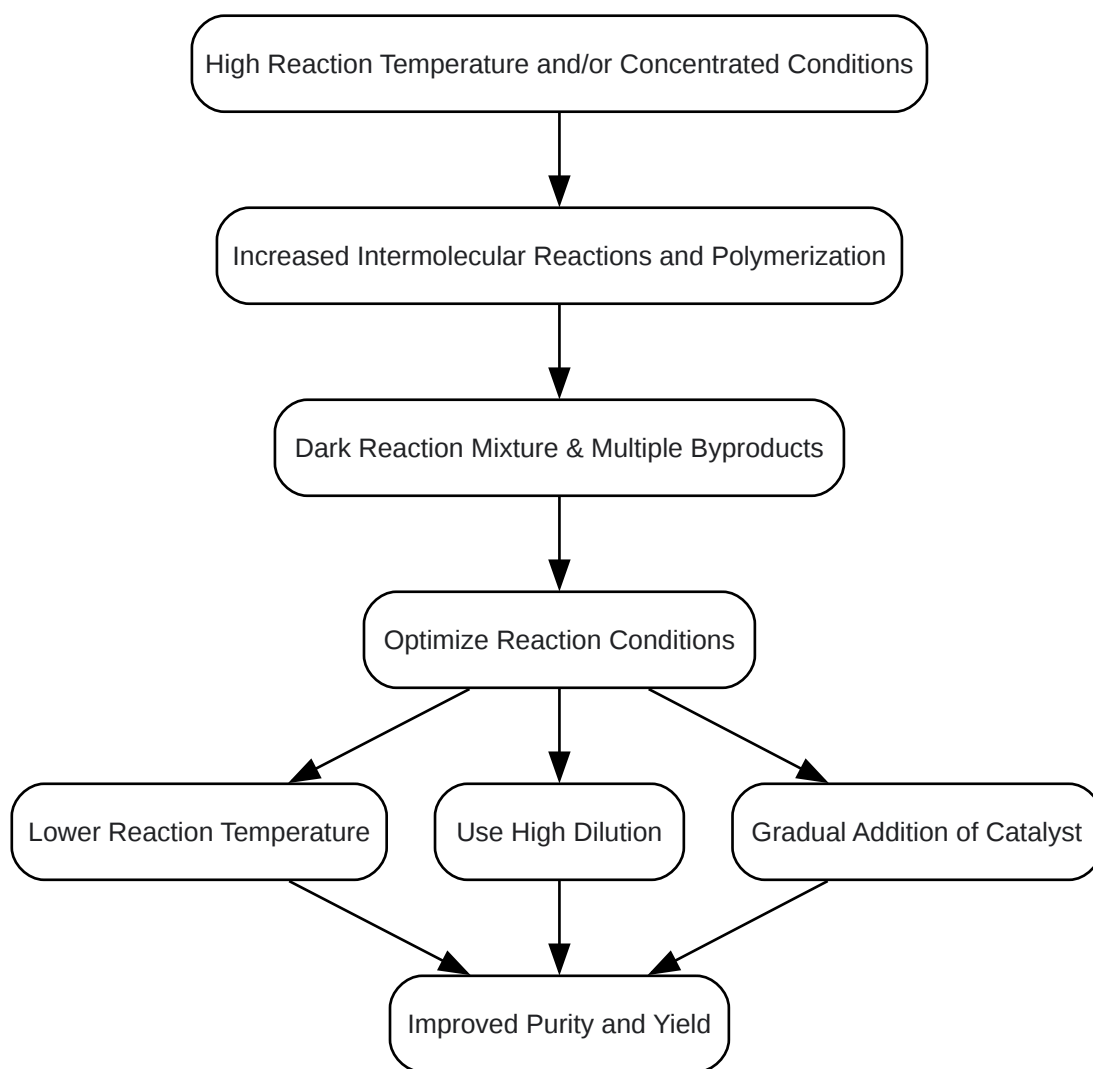 High Reaction Temperature and/or Concentrated Conditions
Increased Intermolecular Reactions and Polymerization
Dark Reaction Mixture & Multiple Byproducts
Optimize Reaction Conditions
Lower Reaction Temperature
Use High Dilution
Gradual Addition of Catalyst
Improved Purity and Yield